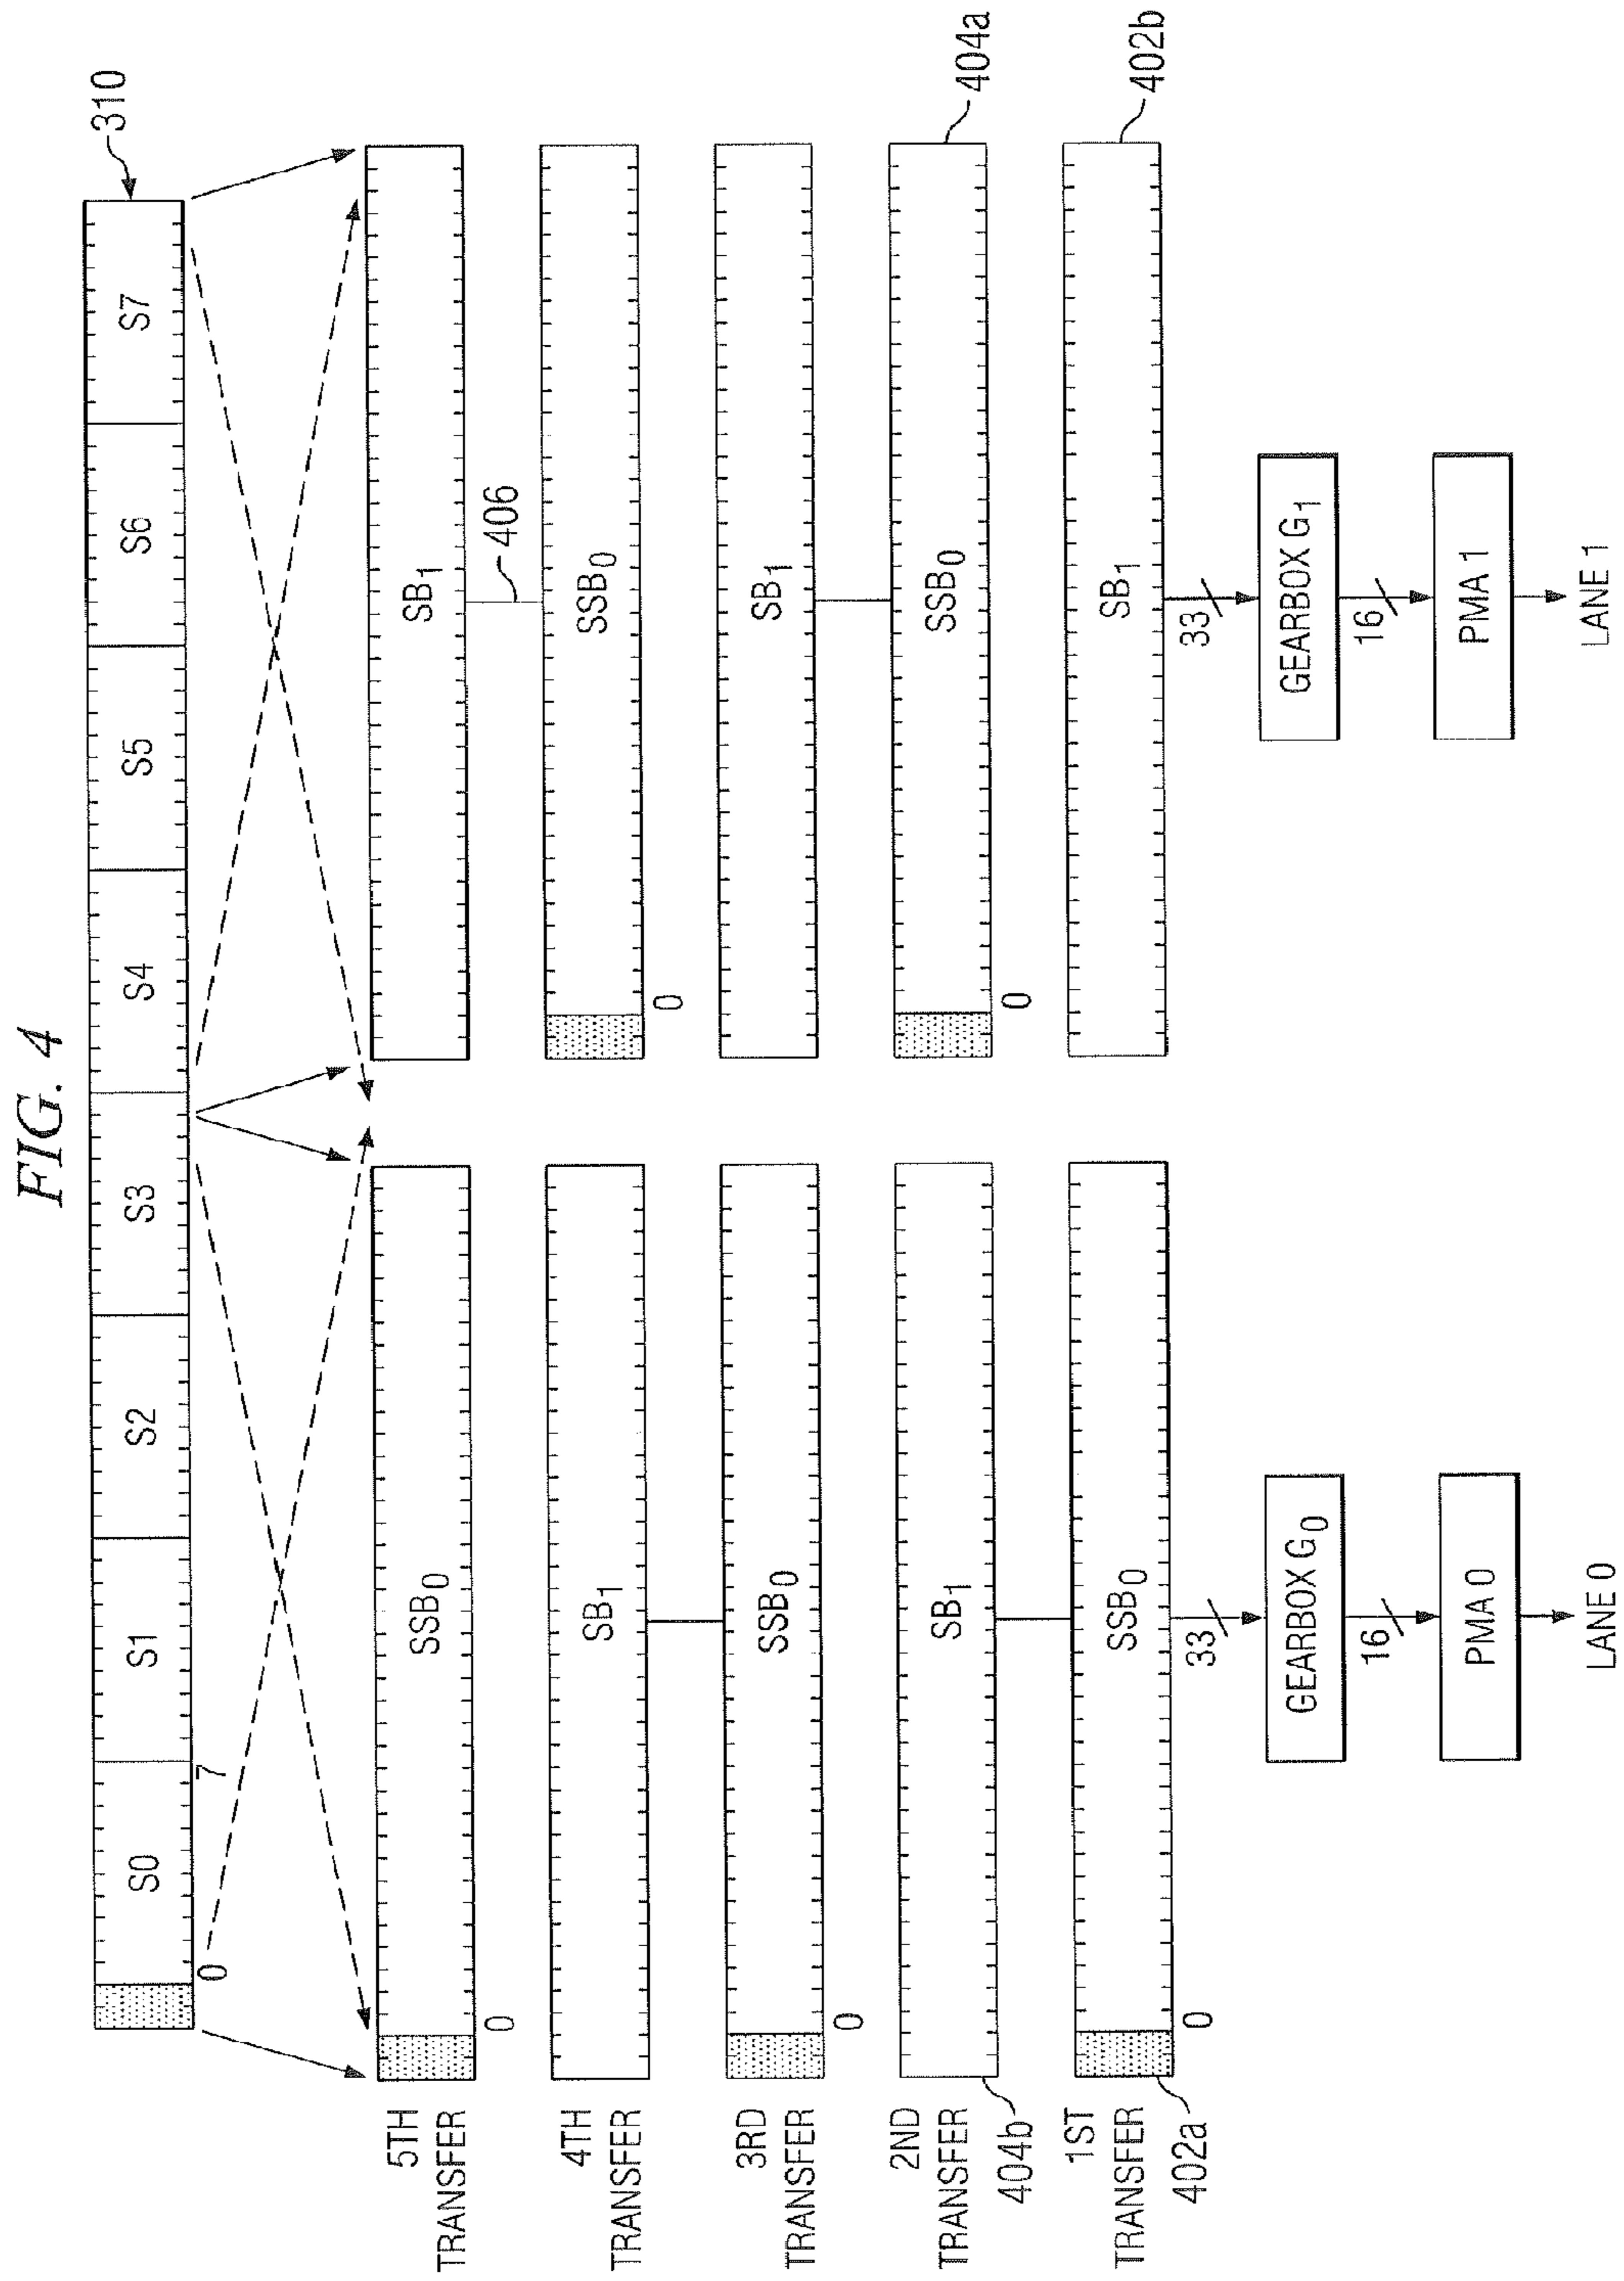 FIG. 4
310
S0
S1
S2
S3
S4
S5
S6
S7
0
7
5TH
TRANSFER
SSB0
0
SB1
406
4TH
TRANSFER
SB1
SSB0
0
3RD
TRANSFER
SSB0
0
SB1
2ND
TRANSFER
404b
SB1
SSB0
0
404a
1ST
TRANSFER
402a
SSB0
0
SB1
402b
33
33
GEARBOX G0
GEARBOX G1
16
16
PMA 0
PMA 1
LANE 0
LANE 1